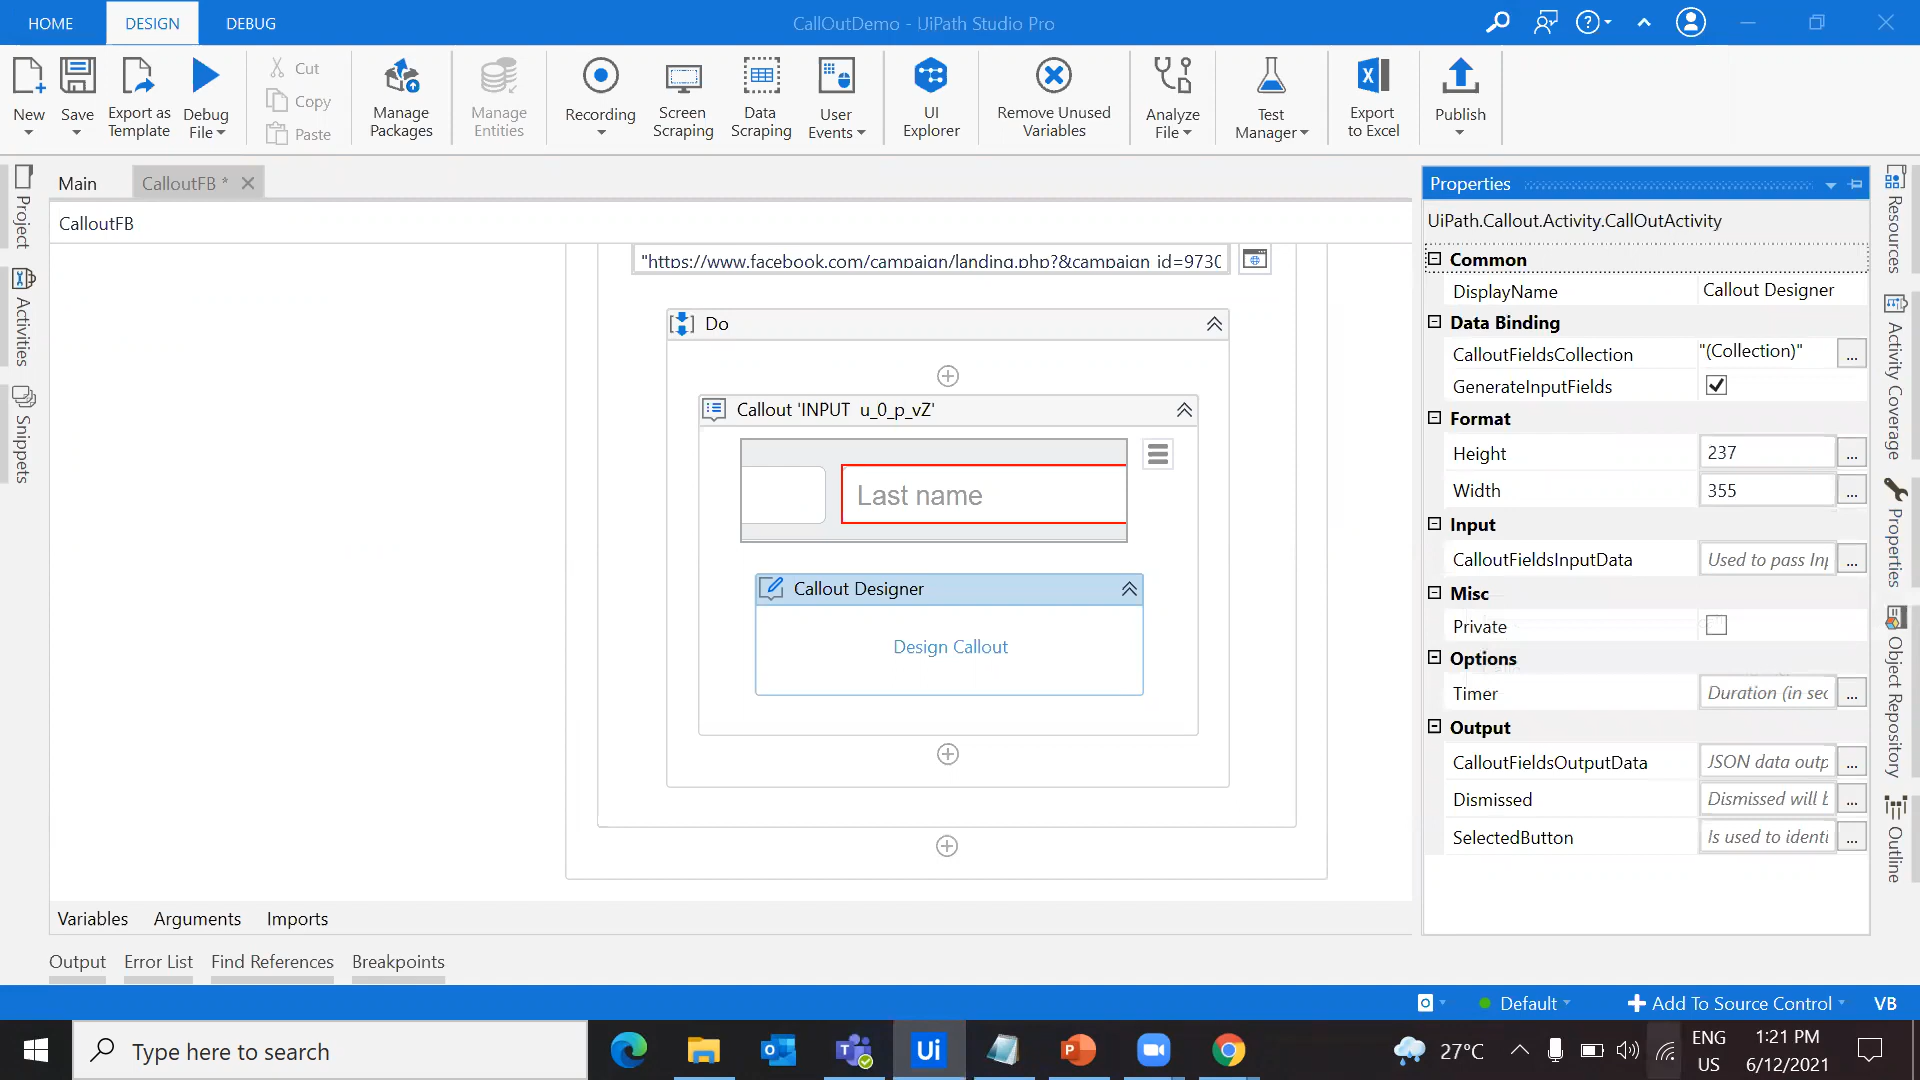 HOME DESIGN DEBUG CallOutDemo - UiPath Studio Pro
New Save Export as Template Debug File Cut Copy Paste Manage Packages Manage Entities Recording Screen Scraping Data Scraping User Events UI Explorer Remove Unused Variables Analyze File Test Manager Export to Excel Publish
Main CalloutFB *
CalloutFB
Project
Activities
Snippets
"https://www.facebook.com/campaign/landing.php?&campaign_id=9730
Do
Callout 'INPUT u_0_p_vZ'
Last name
Callout Designer
Design Callout
Properties
UiPath.Callout.Activity.CallOutActivity
Common
DisplayName Callout Designer
Data Binding
CalloutFieldsCollection "(Collection)" ...
GenerateInputFields
Format
Height 237 ...
Width 355 ...
Input
CalloutFieldsInputData Used to pass Inp ...
Misc
Private
Options
Timer Duration (in sec ...
Output
CalloutFieldsOutputData JSON data outp ...
Dismissed Dismissed will b ...
SelectedButton Is used to identi ...
Resources
Activity Coverage
Properties
Object Repository
Outline
Variables Arguments Imports
Output Error List Find References Breakpoints
Default Add To Source Control VB
Type here to search
Ui
27°C
ENG US
1:21 PM
6/12/2021